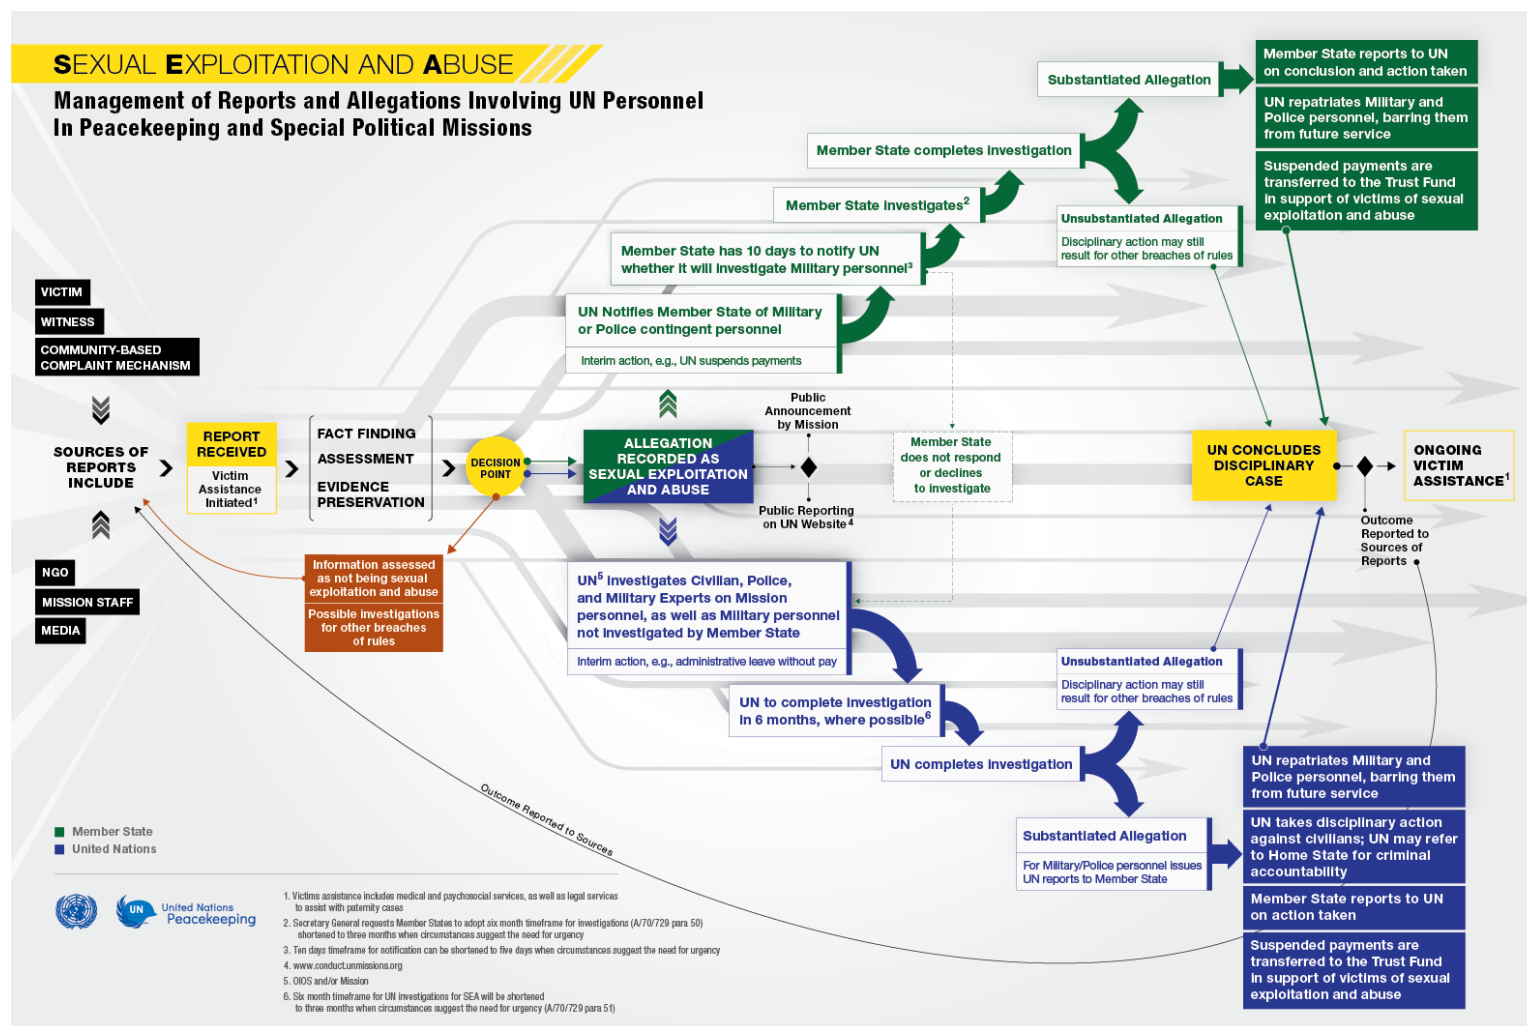 SEXUAL EXPLOITATION AND ABUSE
Management of Reports and Allegations Involving UN Personnel
In Peacekeeping and Special Political Missions
VICTIM
WITNESS
COMMUNITY-BASED
COMPLAINT MECHANISM
SOURCES OF
REPORTS
INCLUDE
NGO
MISSION STAFF
MEDIA
REPORT
RECEIVED
Victim
Assistance
Initiated1
FACT FINDING
ASSESSMENT
EVIDENCE
PRESERVATION
DECISION
POINT
Information assessed
as not being sexual
exploitation and abuse
Possible investigations
for other breaches
of rules
ALLEGATION
RECORDED AS
SEXUAL EXPLOITATION
AND ABUSE
UN Notifies Member State of Military
or Police contingent personnel
Interim action, e.g., UN suspends payments
Member State has 10 days to notify UN
whether it will investigate Military personnel3
Member State investigates2
Member State completes investigation
Substantiated Allegation
Member State reports to UN
on conclusion and action taken
UN repatriates Military and
Police personnel, barring them
from future service
Suspended payments are
transferred to the Trust Fund
in support of victims of sexual
exploitation and abuse
Unsubstantiated Allegation
Disciplinary action may still
result for other breaches of rules
Public
Announcement
by Mission
Public Reporting
on UN Website4
Member State
does not respond
or declines
to investigate
UN CONCLUDES
DISCIPLINARY
CASE
ONGOING
VICTIM
ASSISTANCE1
Outcome
Reported to
Sources of
Reports
UN5 investigates Civilian, Police,
and Military Experts on Mission
personnel, as well as Military personnel
not investigated by Member State
Interim action, e.g., administrative leave without pay
UN to complete investigation
in 6 months, where possible6
UN completes investigation
Unsubstantiated Allegation
Disciplinary action may still
result for other breaches of rules
Substantiated Allegation
For Military/Police personnel issues
UN reports to Member State
UN repatriates Military and
Police personnel, barring them
from future service
UN takes disciplinary action
against civilians; UN may refer
to Home State for criminal
accountability
Member State reports to UN
on action taken
Suspended payments are
transferred to the Trust Fund
in support of victims of sexual
exploitation and abuse
Outcome Reported to Sources
Member State
United Nations
UN
United Nations
Peacekeeping
1. Victims assistance includes medical and psychosocial services, as well as legal services
to assist with paternity cases
2. Secretary General requests Member States to adopt six month timeframe for investigations (A/70/729 para 50)
shortened to three months when circumstances suggest the need for urgency
3. Ten days timeframe for notification can be shortened to five days when circumstances suggest the need for urgency
4. www.conduct.unmissions.org
5. OIOS and/or Mission
6. Six month timeframe for UN investigations for SEA will be shortened
to three months when circumstances suggest the need for urgency (A/70/729 para 51)